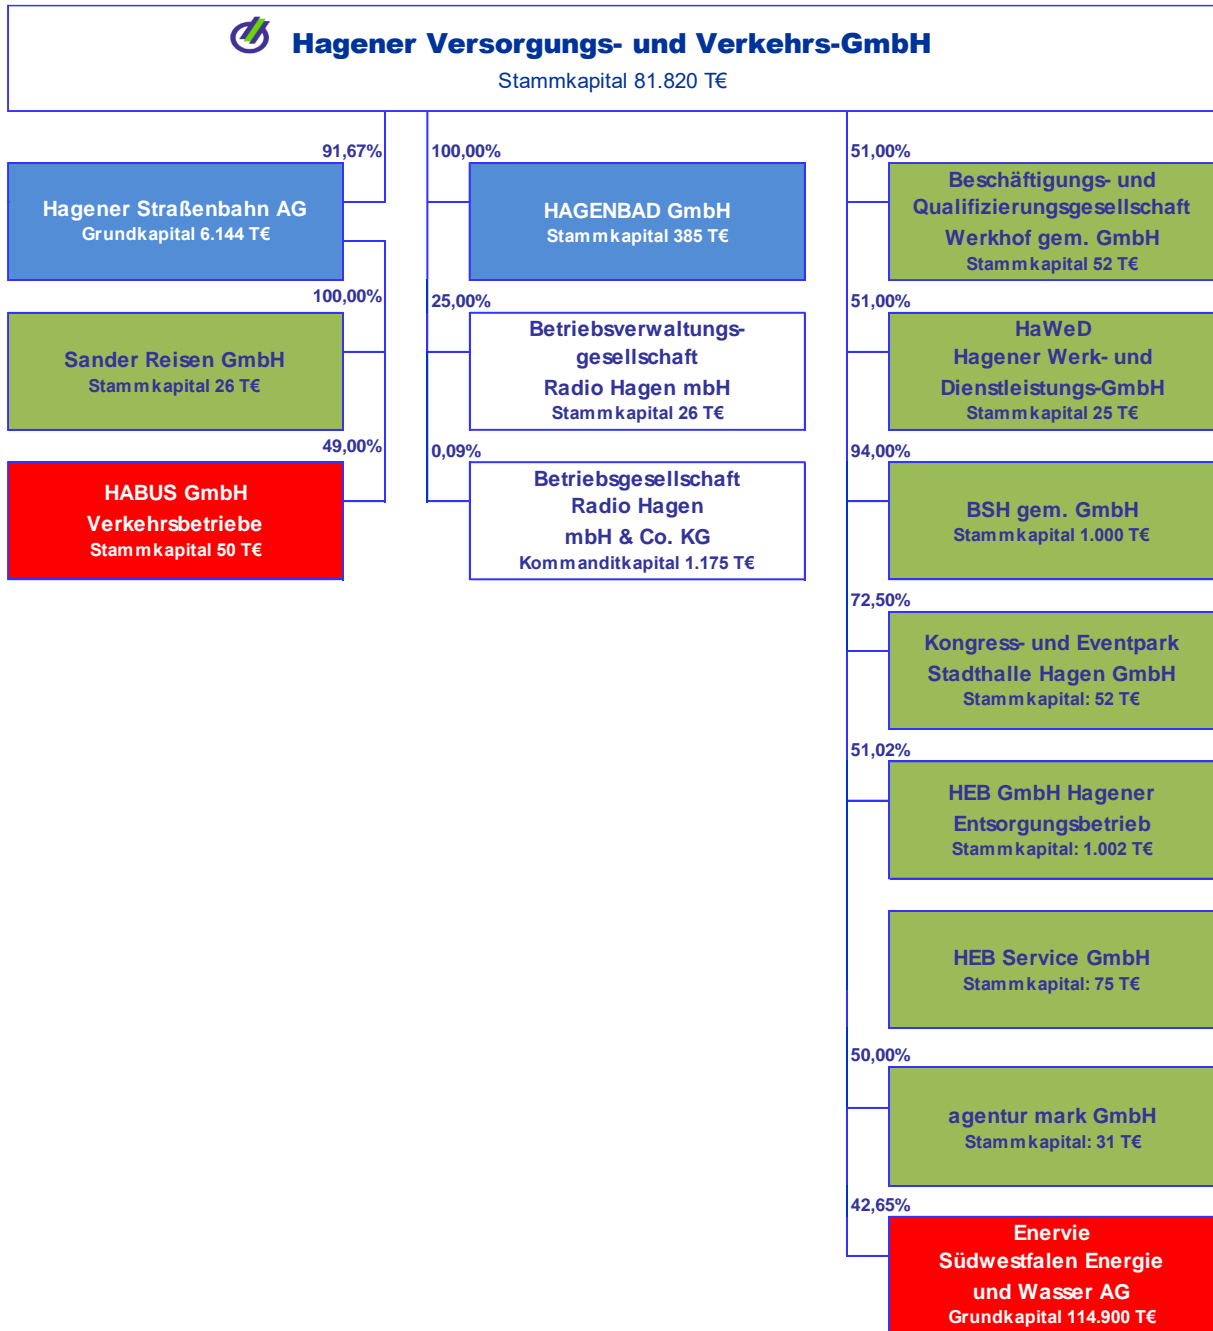 Hagener Versorgungs- und Verkehrs-GmbH
Stammkapital 81.820 T€
91,67%
Hagener Straßenbahn AG
Grundkapital 6.144 T€
100,00%
Sander Reisen GmbH
Stammkapital 26 T€
49,00%
HABUS GmbH
Verkehrsbetriebe
Stammkapital 50 T€
100,00%
HAGENBAD GmbH
Stammkapital 385 T€
25,00%
Betriebsverwaltungs-
gesellschaft
Radio Hagen mbH
Stammkapital 26 T€
0,09%
Betriebsgesellschaft
Radio Hagen
mbH & Co. KG
Kommanditkapital 1.175 T€
51,00%
Beschäftigungs- und
Qualifizierungsgesellschaft
Werkhof gem. GmbH
Stammkapital 52 T€
51,00%
HaWeD
Hagener Werk- und
Dienstleistungs-GmbH
Stammkapital 25 T€
94,00%
BSH gem. GmbH
Stammkapital 1.000 T€
72,50%
Kongress- und Eventpark
Stadthalle Hagen GmbH
Stammkapital: 52 T€
51,02%
HEB GmbH Hagener
Entsorgungsbetrieb
Stammkapital: 1.002 T€
HEB Service GmbH
Stammkapital: 75 T€
50,00%
agentur mark GmbH
Stammkapital: 31 T€
42,65%
Enervie
Südwestfalen Energie
und Wasser AG
Grundkapital 114.900 T€